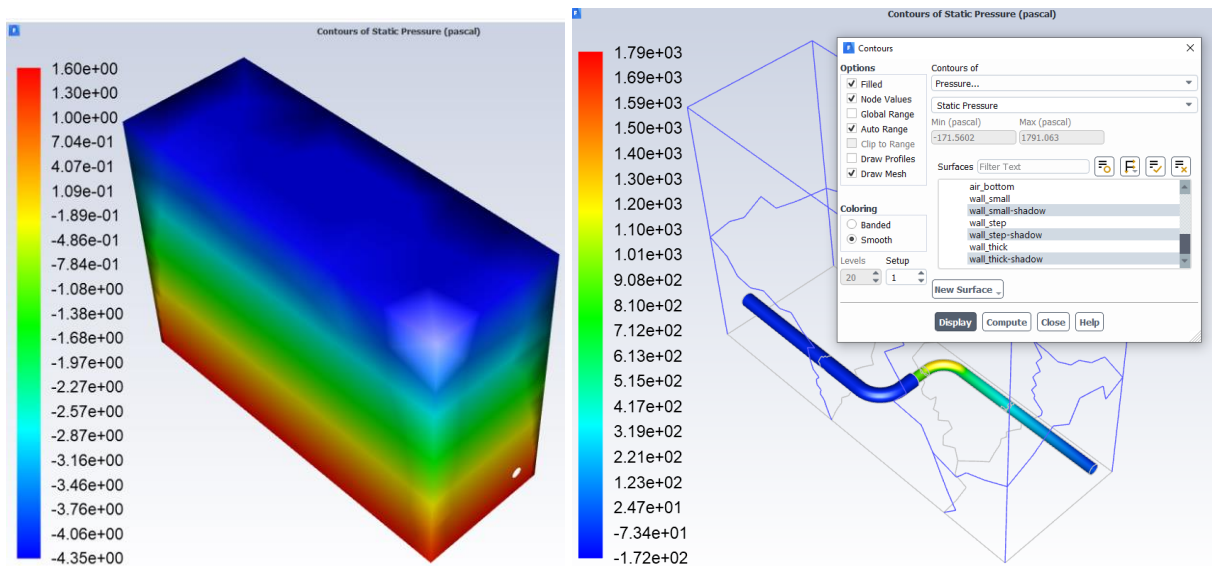 Contours of Static Pressure (pascal)
1.60e+00
1.30e+00
1.00e+00
7.04e-01
4.07e-01
1.09e-01
-1.89e-01
-4.86e-01
-7.84e-01
-1.08e+00
-1.38e+00
-1.68e+00
-1.97e+00
-2.27e+00
-2.57e+00
-2.87e+00
-3.16e+00
-3.46e+00
-3.76e+00
-4.06e+00
-4.35e+00
Contours of Static Pressure (pascal)
1.79e+03
1.69e+03
1.59e+03
1.50e+03
1.40e+03
1.30e+03
1.20e+03
1.10e+03
1.01e+03
9.08e+02
8.10e+02
7.12e+02
6.13e+02
5.15e+02
4.17e+02
3.19e+02
2.21e+02
1.23e+02
2.47e+01
-7.34e+01
-1.72e+02
Contours
Options
Filled
Node Values
Global Range
Auto Range
Clip to Range
Draw Profiles
Draw Mesh
Coloring
Banded
Smooth
Levels Setup
20 1
Contours of
Pressure...
Static Pressure
Min (pascal) Max (pascal)
-171.5602 1791.063
Surfaces Filter Text
air_bottom
wall_small
wall_small-shadow
wall_step
wall_step-shadow
wall_thick
wall_thick-shadow
New Surface
Display Compute Close Help